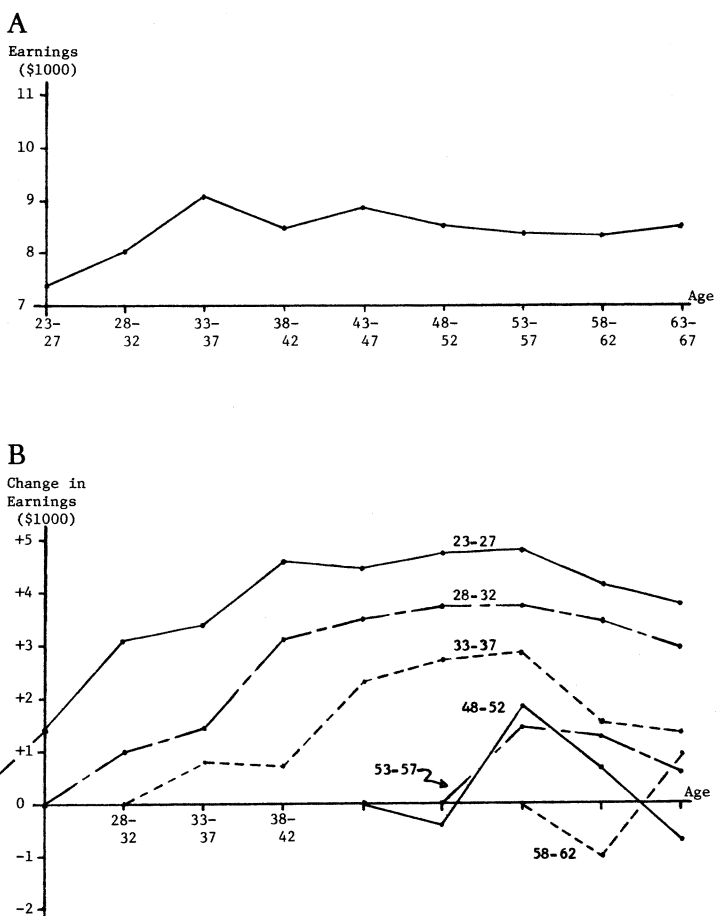 A
Earnings
($1000)
11
10
9
8
7
Age
23- 28- 33- 38- 43- 48- 53- 58- 63-
27 32 37 42 47 52 57 62 67
B
Change in
Earnings
($1000)
+5
23-27
+4
28-32
+3
33-37
+2
48-52
+1
53-57
0
Age
28- 33- 38-
32 37 42
58-62
-1
-2